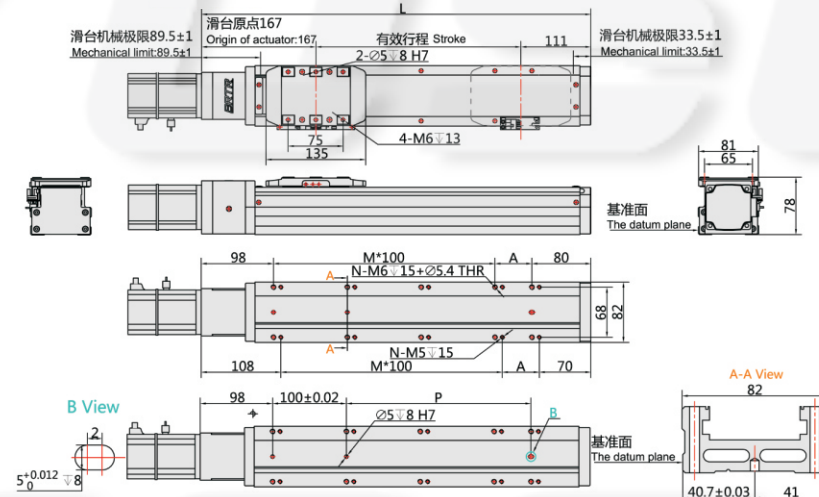 L
滑台原点167
Origin of actuator:167
有效行程 Stroke
111
滑台机械极限89.5±1
Mechanical limit:89.5±1
滑台机械极限33.5±1
Mechanical limit:33.5±1
2-∅5↧8 H7
75
135
4-M6↧13
81
65
78
基准面
The datum plane
98
M*100
A
80
A
N-M6↧15+∅5.4 THR
68
82
A
N-M5↧15
108
M*100
A
70
A-A View
82
B View
98
100±0.02
P
∅5↧8 H7
B
2
5+0.012 0 ↧8
基准面
The datum plane
40.7±0.03
41